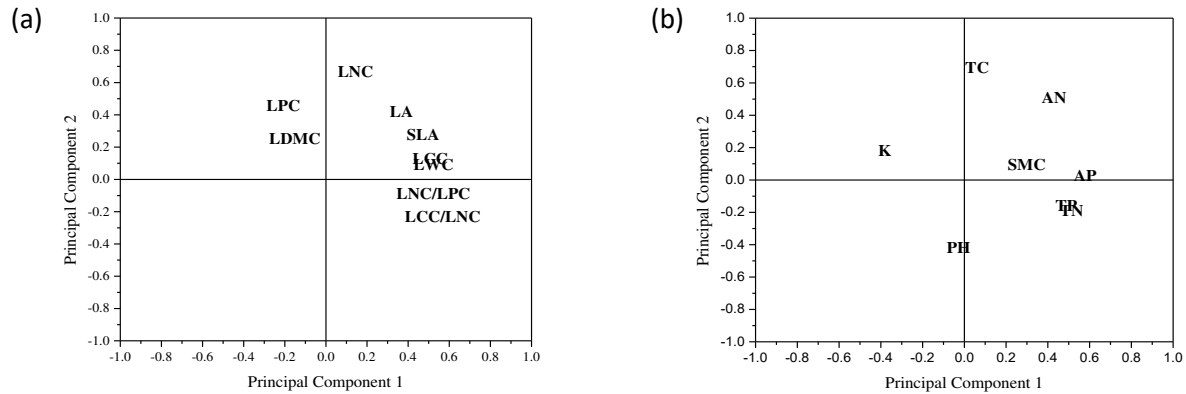 (a)
1.0
0.8
0.6
0.4
0.2
0.0
-0.2
-0.4
-0.6
-0.8
-1.0
Principal Component 2
LNC
LPC
LA
LDMC
SLA
LCC
LWC
LNC/LPC
LCC/LNC
-1.0 -0.8 -0.6 -0.4 -0.2 0.0 0.2 0.4 0.6 0.8 1.0
Principal Component 1
(b)
1.0
0.8
0.6
0.4
0.2
0.0
-0.2
-0.4
-0.6
-0.8
-1.0
Principal Component 2
TC
AN
K
SMC
AP
TP
TN
PH
-1.0 -0.8 -0.6 -0.4 -0.2 0.0 0.2 0.4 0.6 0.8 1.0
Principal Component 1